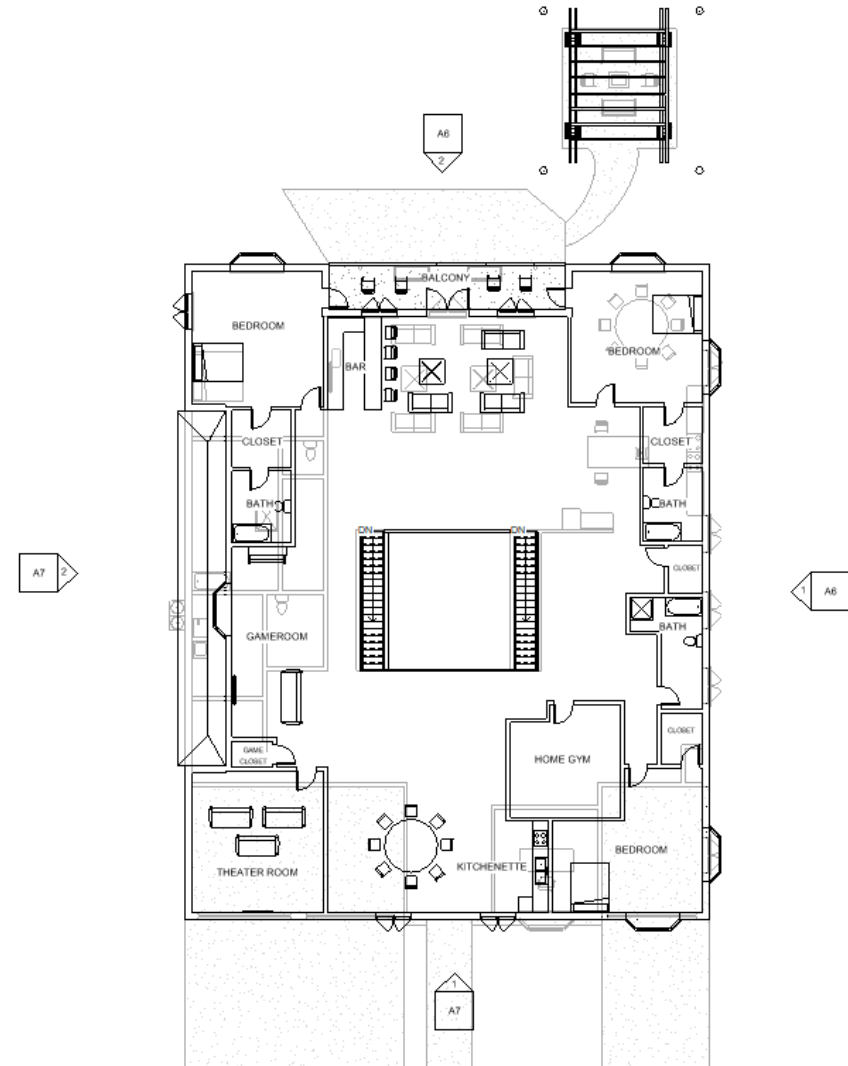 A6
2
BALCONY
BEDROOM
BEDROOM
BAR
CLOSET
CLOSET
BATH
BATH
DN
DN
CLOSET
A7
2
1
A6
BATH
GAMEROOM
CLOSET
GAME
CLOSET
HOME GYM
BEDROOM
KITCHENETTE
THEATER ROOM
1
A7